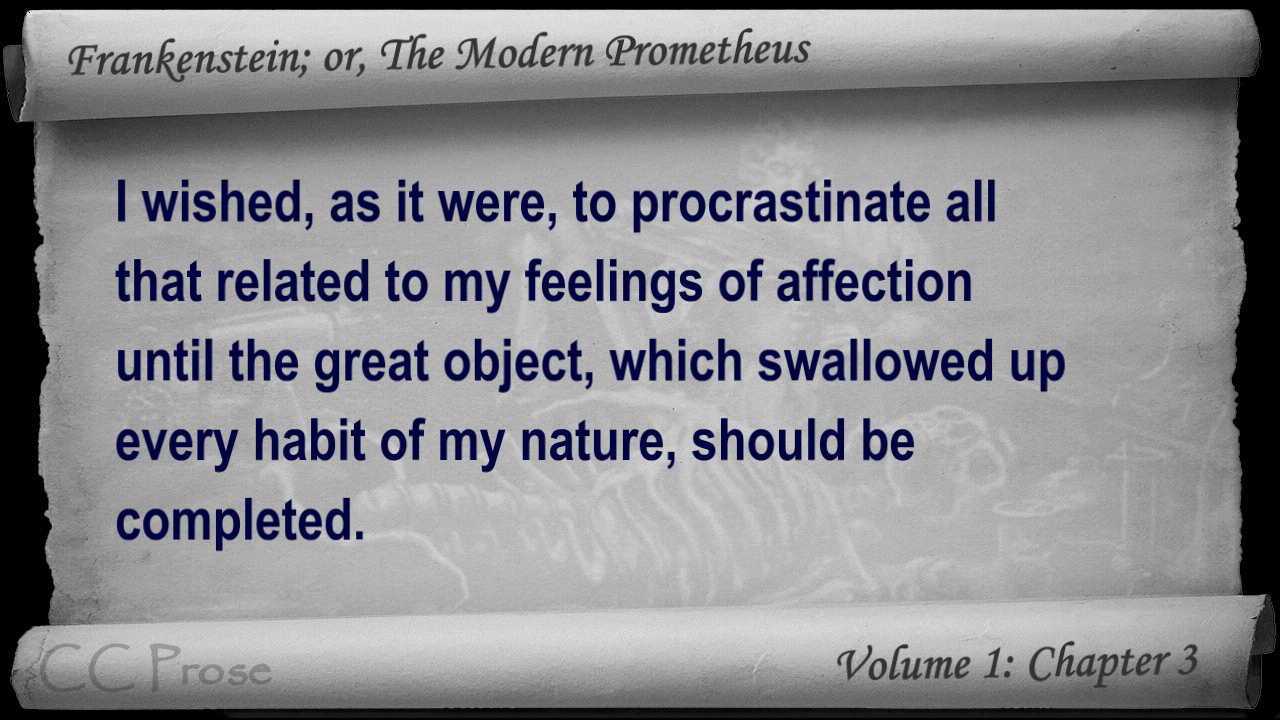 Frankenstein; or, The Modern Prometheus
I wished, as it were, to procrastinate all
that related to my feelings of affection
until the great object, which swallowed up
every habit of my nature, should be
completed.
CC Prose
Volume 1: Chapter 3